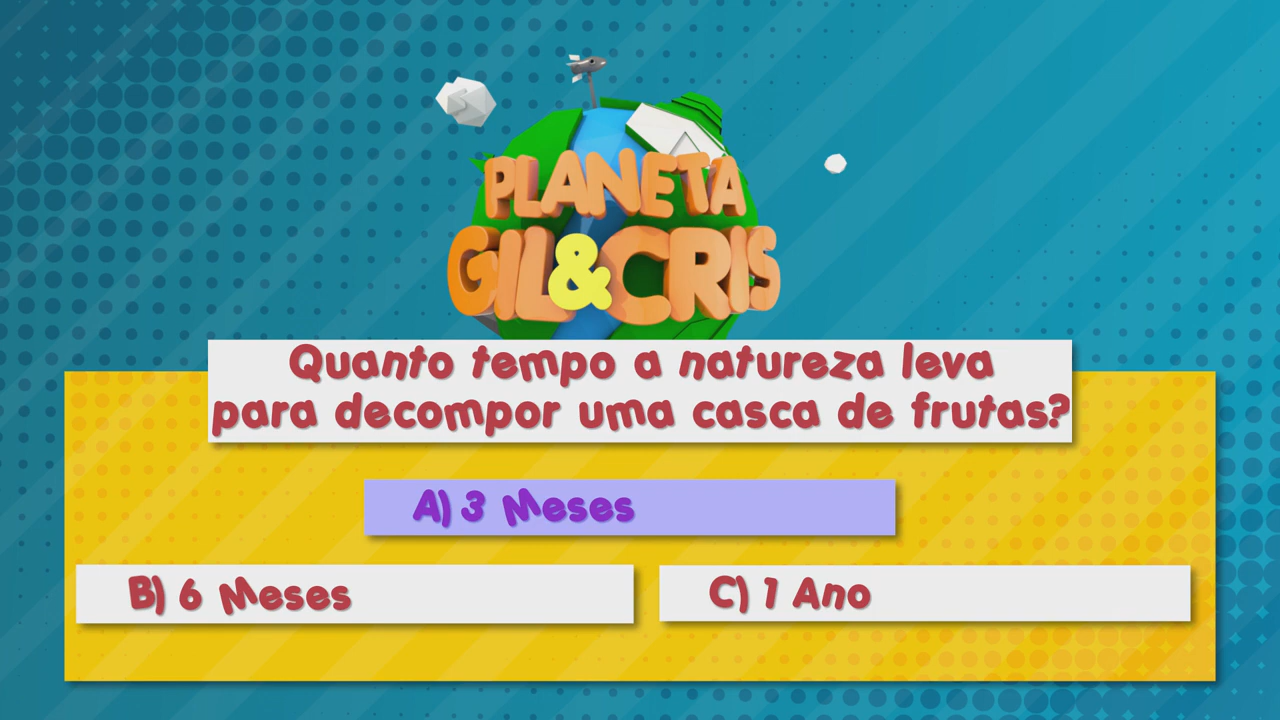 PLANETA
GIL&CRIS
Quanto tempo a natureza leva
para decompor uma casca de frutas?
A) 3 Meses
B) 6 Meses
C) 1 Ano